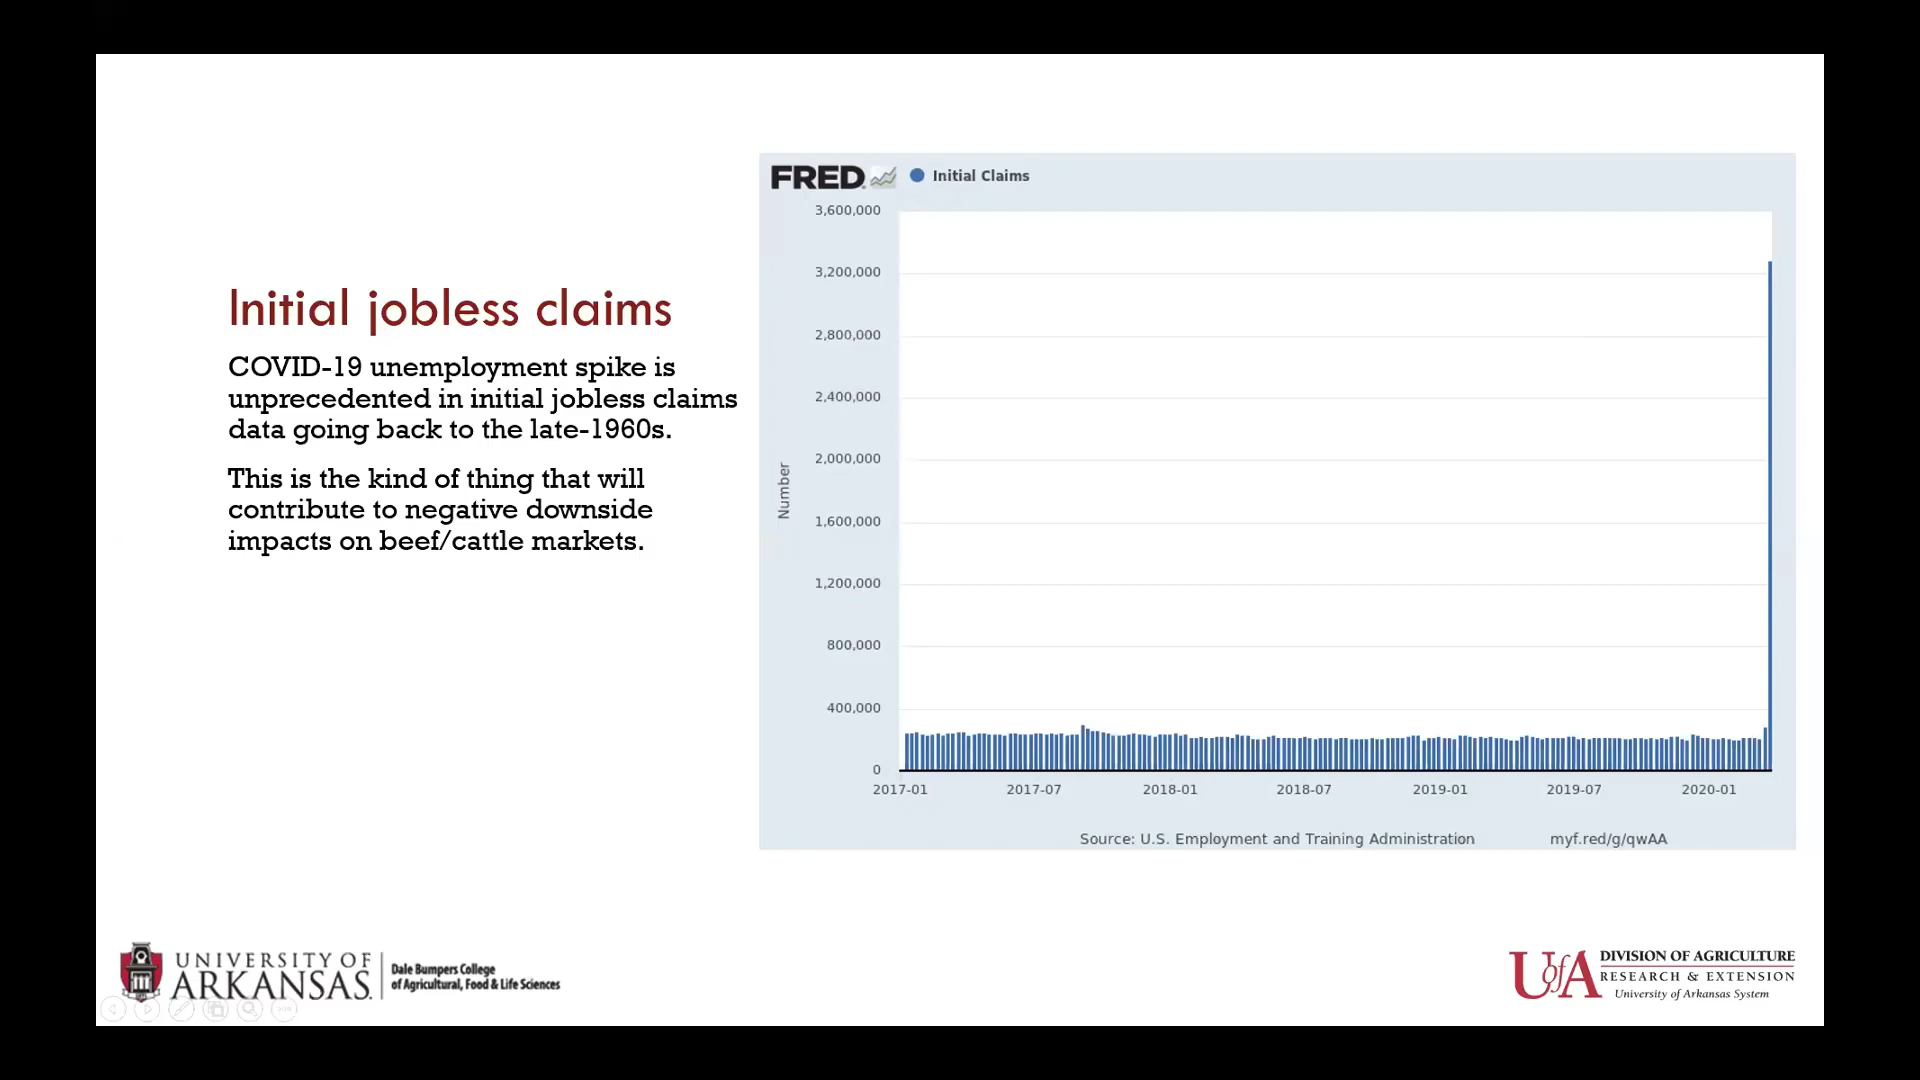 Initial jobless claims
COVID-19 unemployment spike is
unprecedented in initial jobless claims
data going back to the late-1960s.
This is the kind of thing that will
contribute to negative downside
impacts on beef/cattle markets.
FRED
Initial Claims
3,600,000
3,200,000
2,800,000
2,400,000
2,000,000
1,600,000
1,200,000
800,000
400,000
0
Number
2017-01 2017-07 2018-01 2018-07 2019-01 2019-07 2020-01
Source: U.S. Employment and Training Administration myf.red/g/qwAA
UNIVERSITY OF
ARKANSAS.
Dale Bumpers College
of Agricultural, Food & Life Sciences
UofA
DIVISION OF AGRICULTURE
RESEARCH & EXTENSION
University of Arkansas System